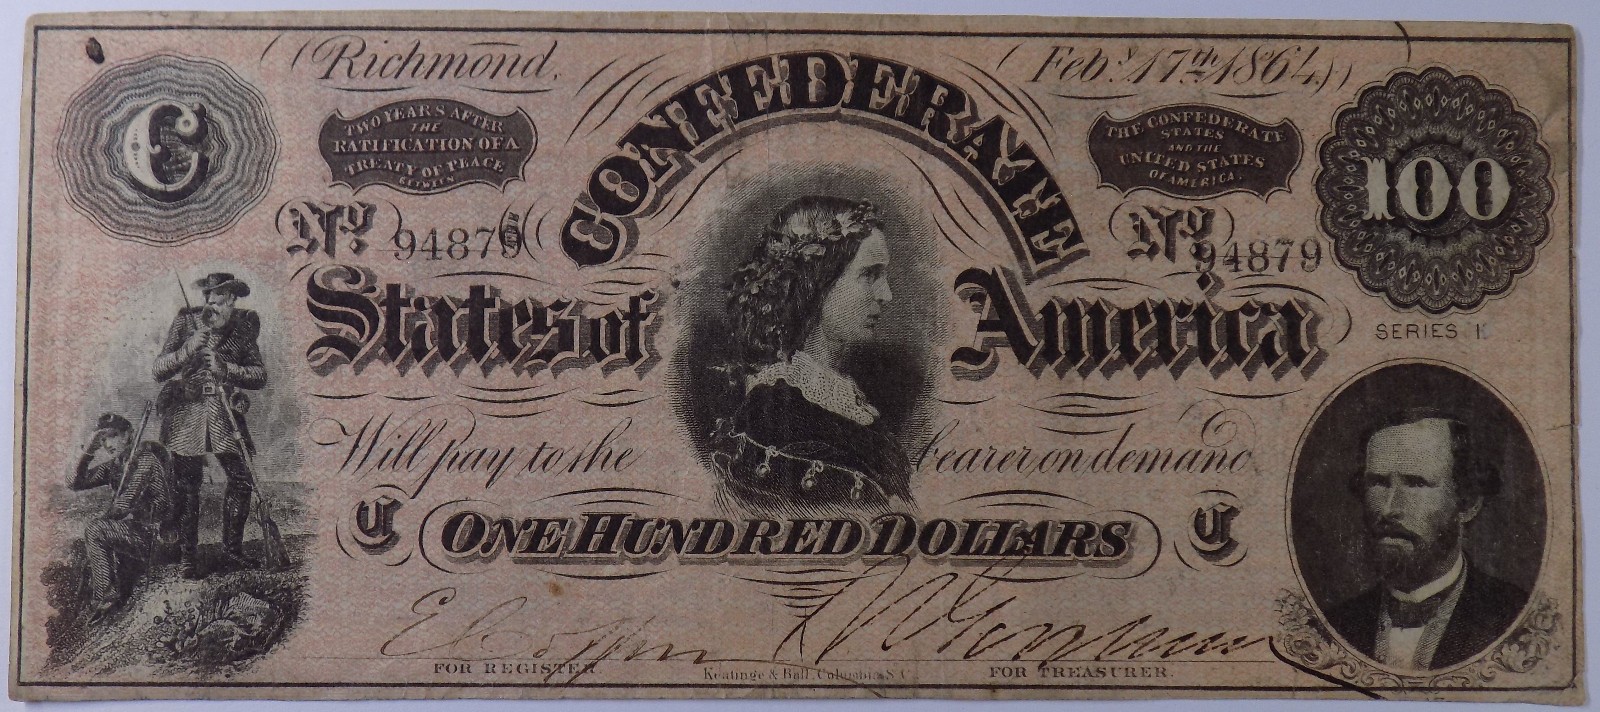 Richmond, Feb.y 17th 1864
C
TWO YEARS AFTER
THE
RATIFICATION OF A
TREATY OF PEACE
BETWEEN
THE CONFEDERATE
STATES
AND THE
UNITED STATES
OF AMERICA.
100
CONFEDERATE
No. 94879
No. 94879
States of America
SERIES I
Will pay to the bearer on demand
C ONE HUNDRED DOLLARS C
FOR REGISTER.
Keatinge & Ball, Columbia, S.C.
FOR TREASURER.